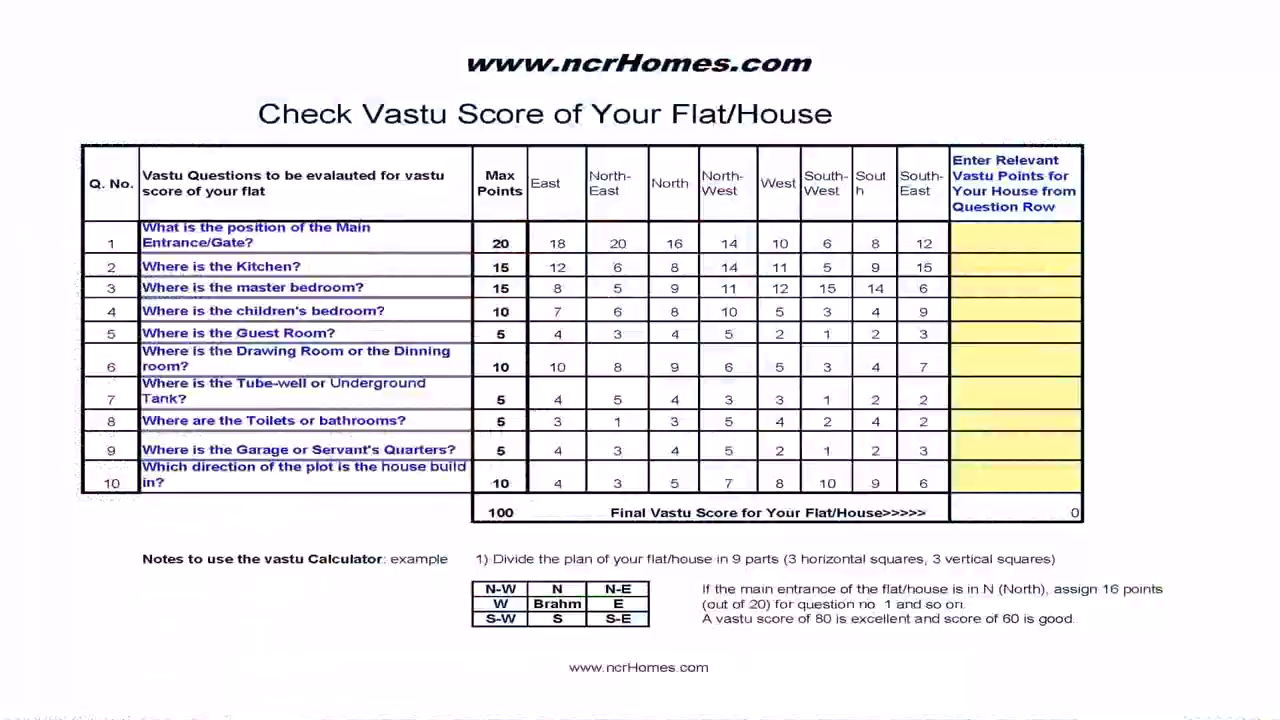 www.ncrHomes.com
Check Vastu Score of Your Flat/House
Q. No. Vastu Questions to be evalauted for vastu score of your flat Max Points East North-East North North-West West South-West Sout h South-East Enter Relevant Vastu Points for Your House from Question Row
1 What is the position of the Main Entrance/Gate? 20 18 20 16 14 10 6 8 12
2 Where is the Kitchen? 15 12 6 8 14 11 5 9 15
3 Where is the master bedroom? 15 8 5 9 11 12 15 14 6
4 Where is the children's bedroom? 10 7 6 8 10 5 3 4 9
5 Where is the Guest Room? 5 4 3 4 5 2 1 2 3
6 Where is the Drawing Room or the Dinning room? 10 10 8 9 6 5 3 4 7
7 Where is the Tube-well or Underground Tank? 5 4 5 4 3 3 1 2 2
8 Where are the Toilets or bathrooms? 5 3 1 3 5 4 2 4 2
9 Where is the Garage or Servant's Quarters? 5 4 3 4 5 2 1 2 3
10 Which direction of the plot is the house build in? 10 4 3 5 7 8 10 9 6
100 Final Vastu Score for Your Flat/House>>>>> 0
Notes to use the vastu Calculator: example 1) Divide the plan of your flat/house in 9 parts (3 horizontal squares, 3 vertical squares)
N-W N N-E If the main entrance of the flat/house is in N (North), assign 16 points
W Brahm E (out of 20) for question no 1 and so on.
S-W S S-E A vastu score of 80 is excellent and score of 60 is good.
www.ncrHomes.com